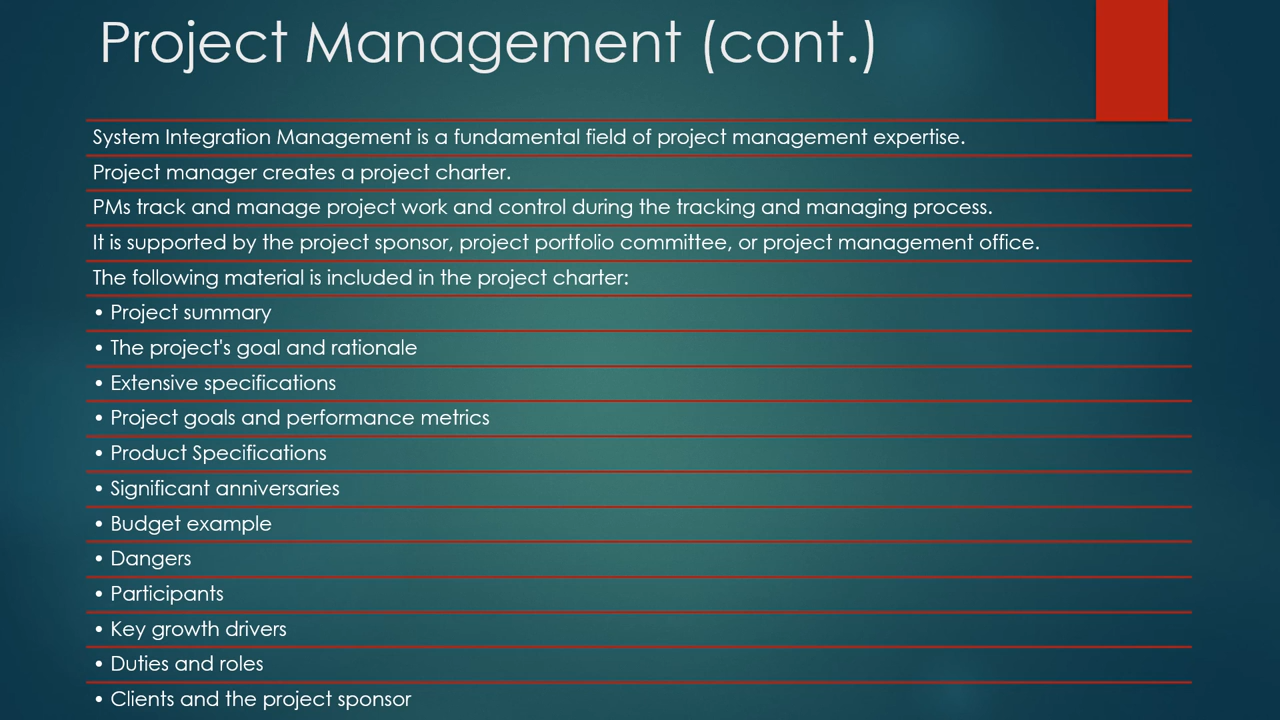 Project Management (cont.)
System Integration Management is a fundamental field of project management expertise.
Project manager creates a project charter.
PMs track and manage project work and control during the tracking and managing process.
It is supported by the project sponsor, project portfolio committee, or project management office.
The following material is included in the project charter:
• Project summary
• The project's goal and rationale
• Extensive specifications
• Project goals and performance metrics
• Product Specifications
• Significant anniversaries
• Budget example
• Dangers
• Participants
• Key growth drivers
• Duties and roles
• Clients and the project sponsor